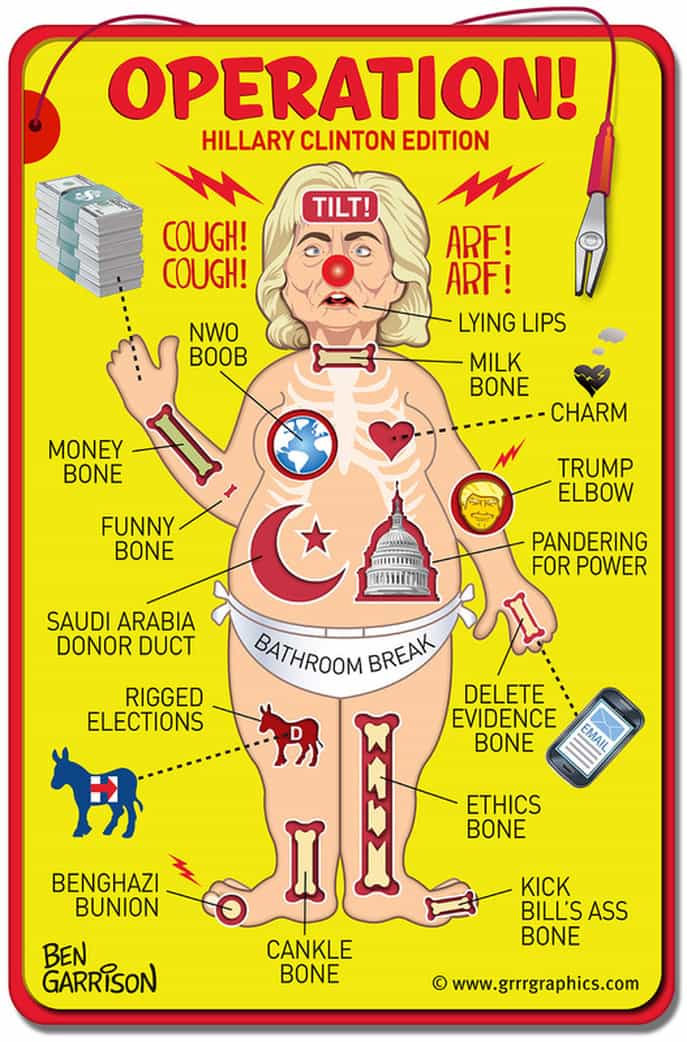 OPERATION!
HILLARY CLINTON EDITION
TILT!
COUGH!
COUGH!
ARF!
ARF!
LYING LIPS
NWO
BOOB
MILK
BONE
CHARM
MONEY
BONE
TRUMP
ELBOW
FUNNY
BONE
PANDERING
FOR POWER
SAUDI ARABIA
DONOR DUCT
BATHROOM BREAK
RIGGED
ELECTIONS
D
DELETE
EVIDENCE
BONE
EMAIL
H
ETHICS
BONE
BENGHAZI
BUNION
KICK
BILL'S ASS
BONE
CANKLE
BONE
BEN
GARRISON
© www.grrrgraphics.com